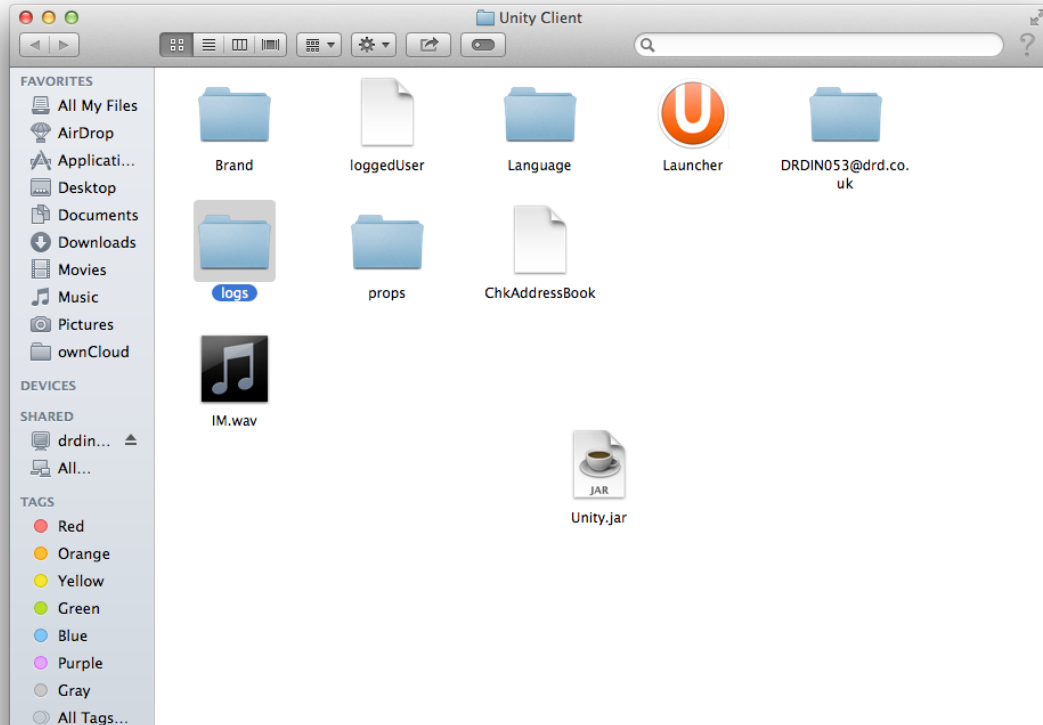 Unity Client
FAVORITES
All My Files
AirDrop
Applicati...
Desktop
Documents
Downloads
Movies
Music
Pictures
ownCloud
DEVICES
SHARED
drdin...
All...
TAGS
Red
Orange
Yellow
Green
Blue
Purple
Gray
All Tags...
Brand
loggedUser
Language
Launcher
DRDIN053@drd.co.
uk
logs
props
ChkAddressBook
IM.wav
JAR
Unity.jar